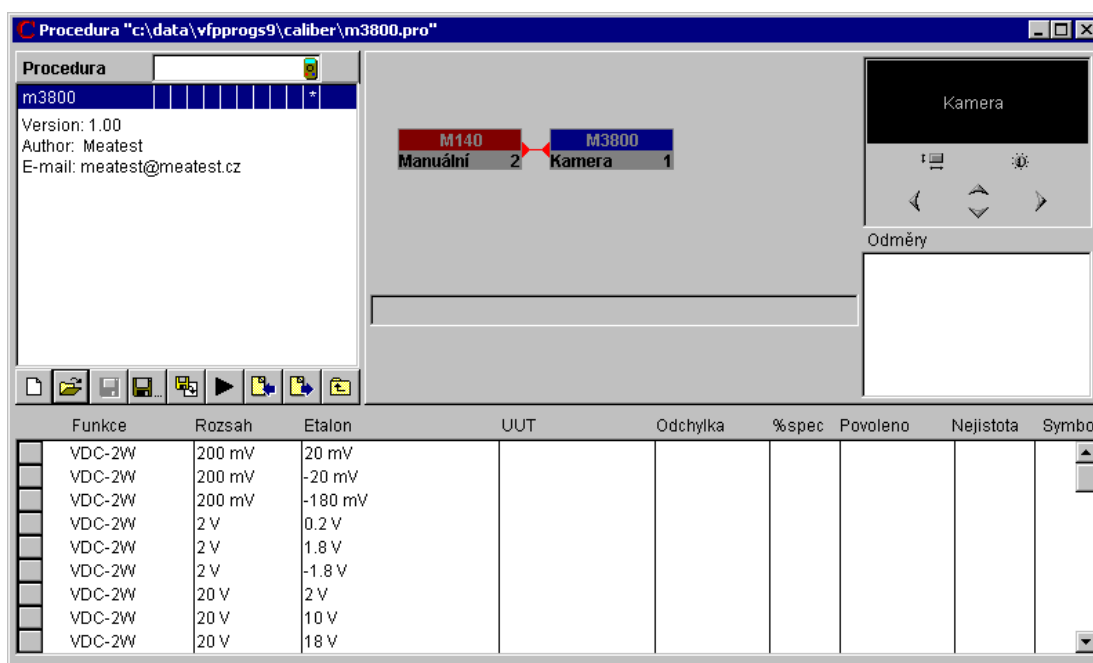 Procedura "c:\data\vfpprogs9\caliber\m3800.pro"
Procedura
m3800 *
Version: 1.00
Author: Meatest
E-mail: meatest@meatest.cz
M140
Manuální 2
M3800
Kamera 1
Kamera
Odměry
Funkce Rozsah Etalon UUT Odchylka %spec Povoleno Nejistota Symbo
VDC-2W 200 mV 20 mV
VDC-2W 200 mV -20 mV
VDC-2W 200 mV -180 mV
VDC-2W 2 V 0.2 V
VDC-2W 2 V 1.8 V
VDC-2W 2 V -1.8 V
VDC-2W 20 V 2 V
VDC-2W 20 V 10 V
VDC-2W 20 V 18 V